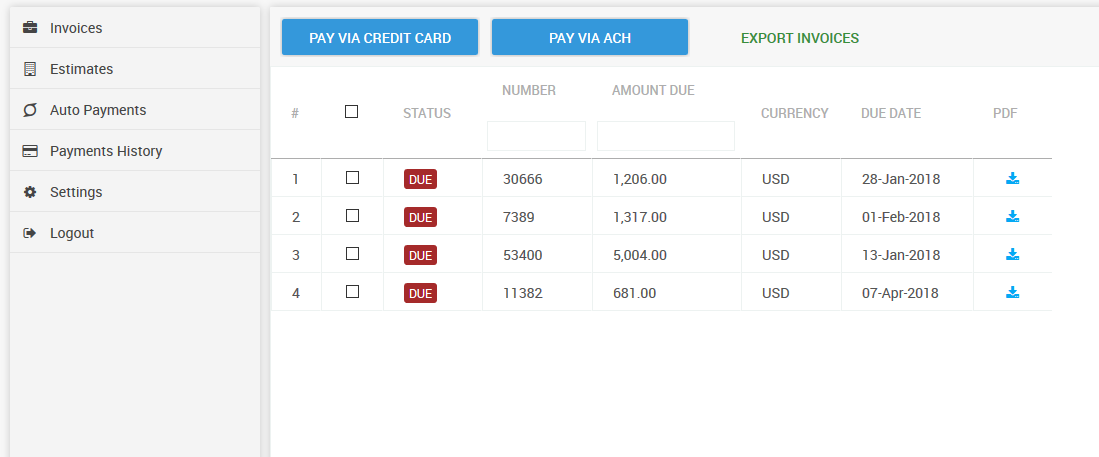 Invoices
Estimates
Auto Payments
Payments History
Settings
Logout
PAY VIA CREDIT CARD PAY VIA ACH EXPORT INVOICES
# STATUS NUMBER AMOUNT DUE CURRENCY DUE DATE PDF
1 DUE 30666 1,206.00 USD 28-Jan-2018
2 DUE 7389 1,317.00 USD 01-Feb-2018
3 DUE 53400 5,004.00 USD 13-Jan-2018
4 DUE 11382 681.00 USD 07-Apr-2018